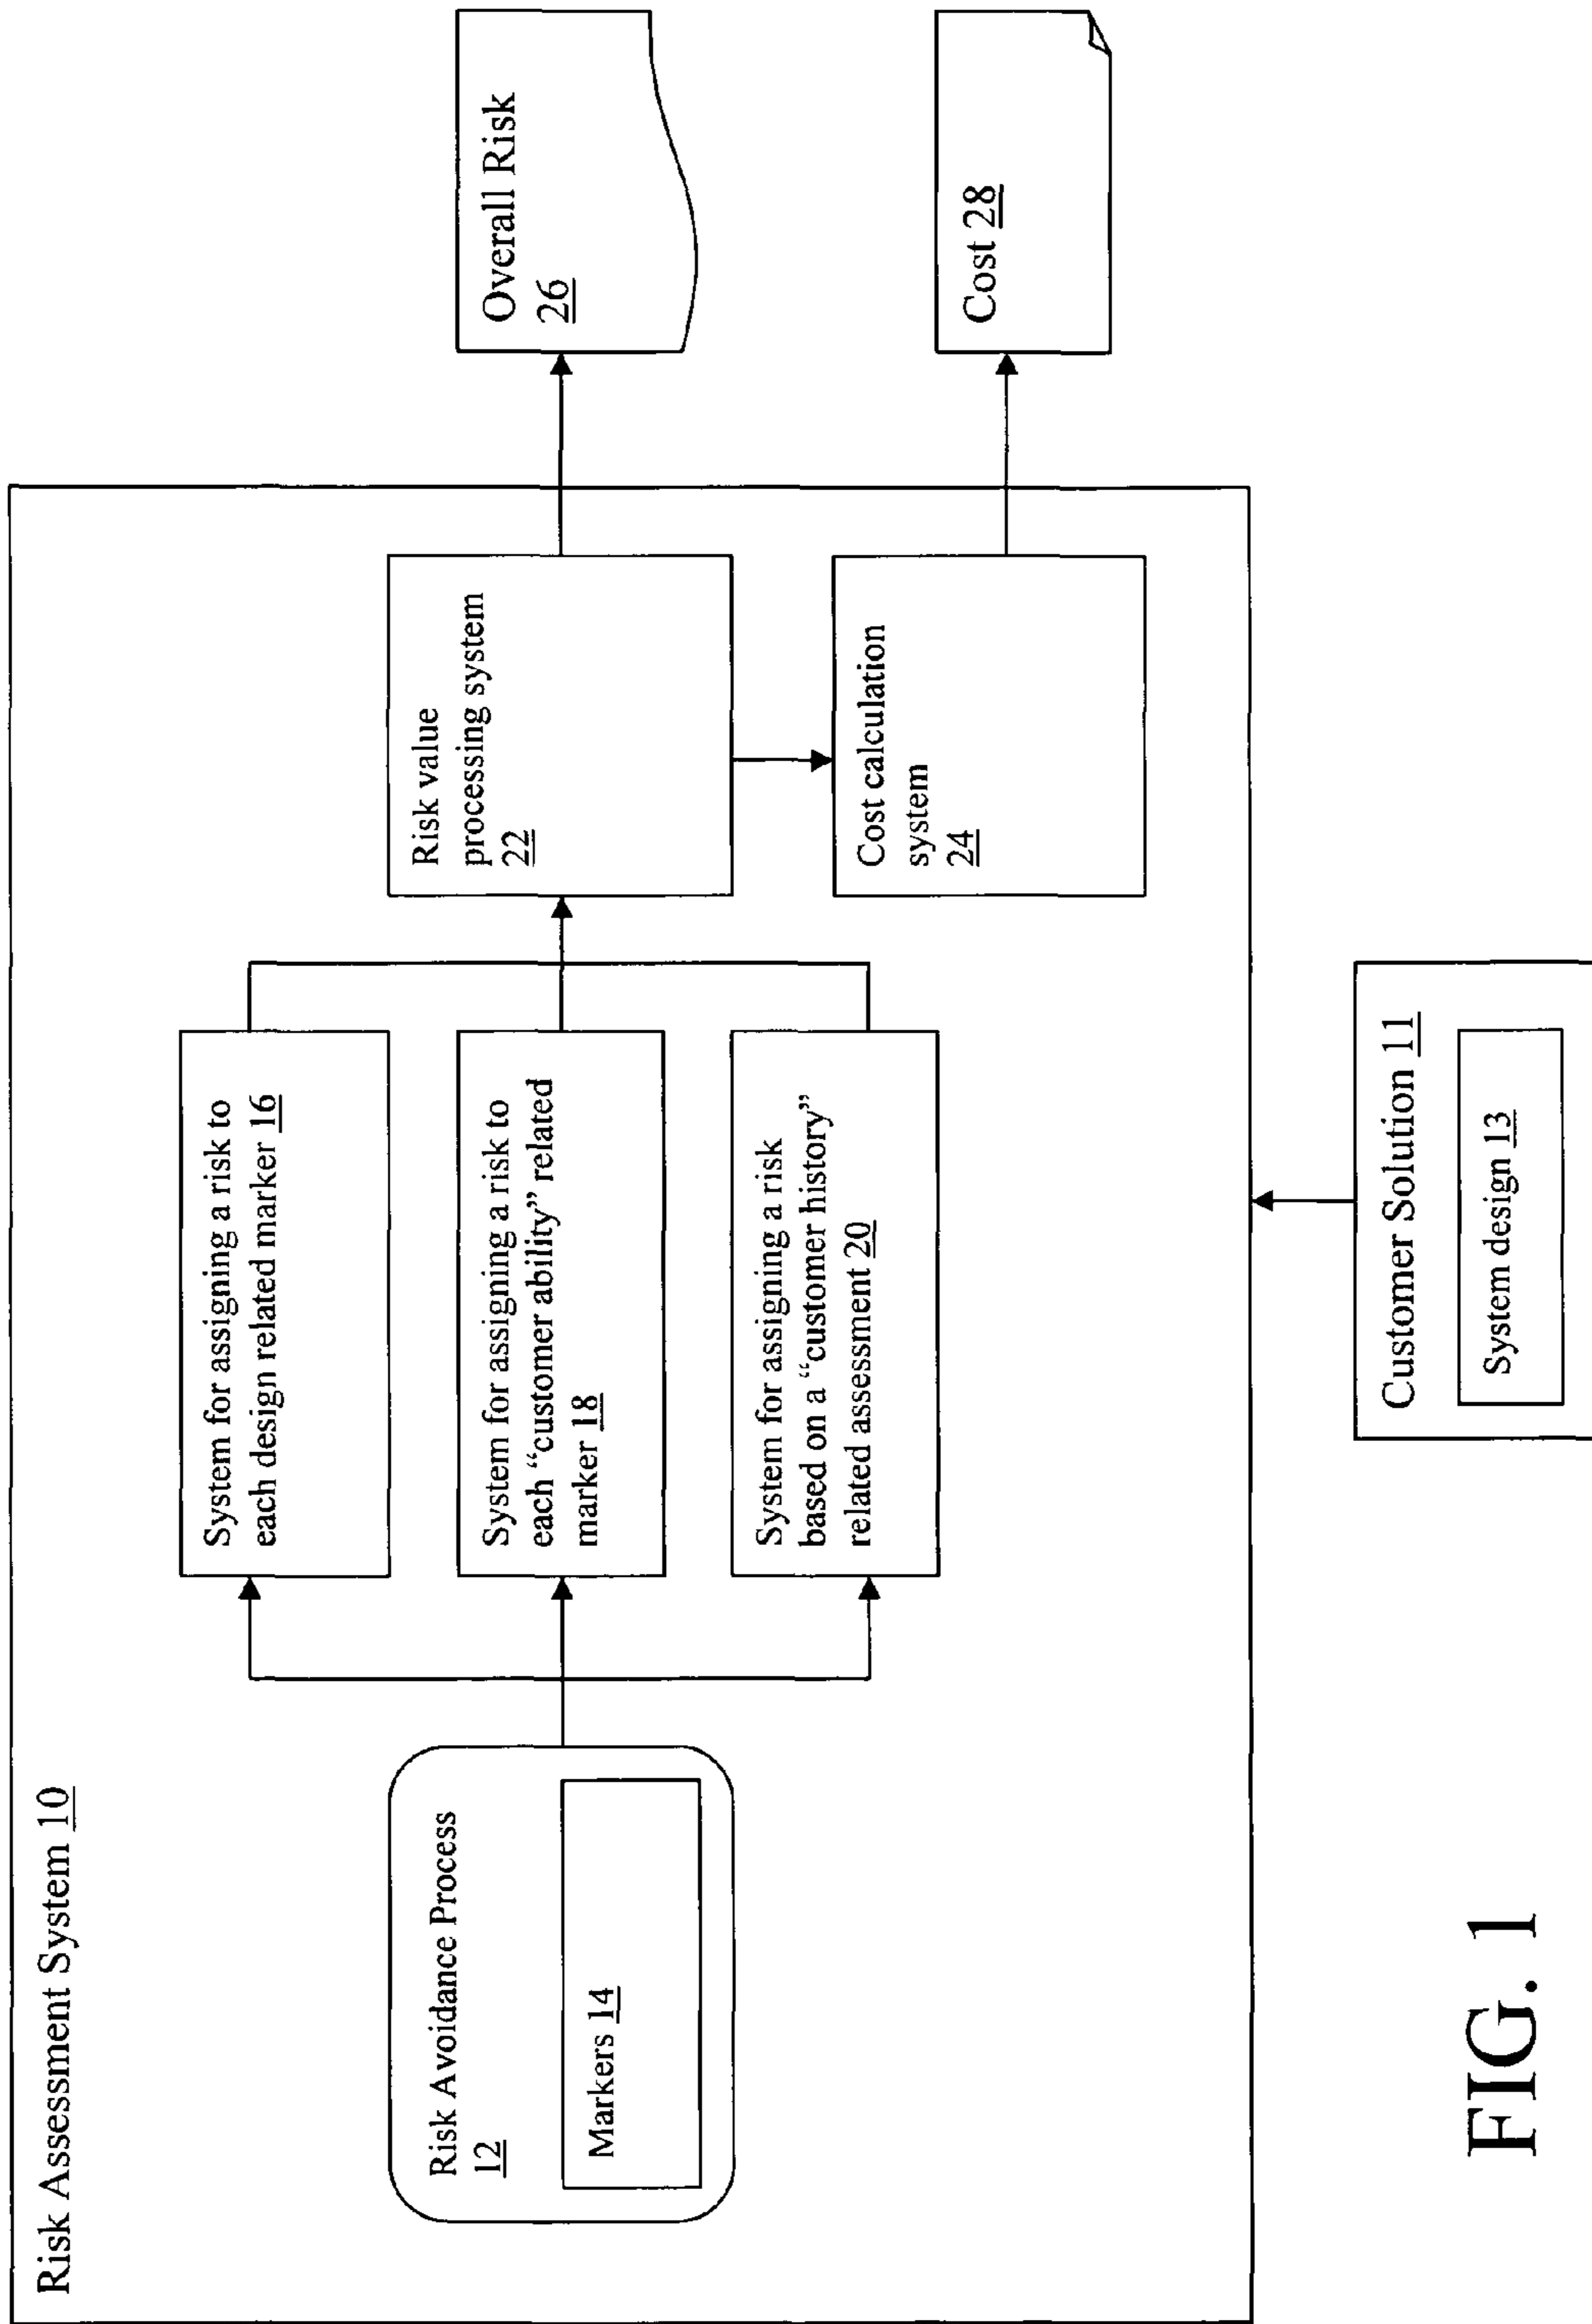 Risk Assessment System 10
Risk Avoidance Process
12
Markers 14
System for assigning a risk to
each design related marker 16
System for assigning a risk to
each “customer ability” related
marker 18
System for assigning a risk
based on a “customer history”
related assessment 20
Risk value
processing system
22
Cost calculation
system
24
Overall Risk
26
Cost 28
Customer Solution 11
System design 13
FIG. 1